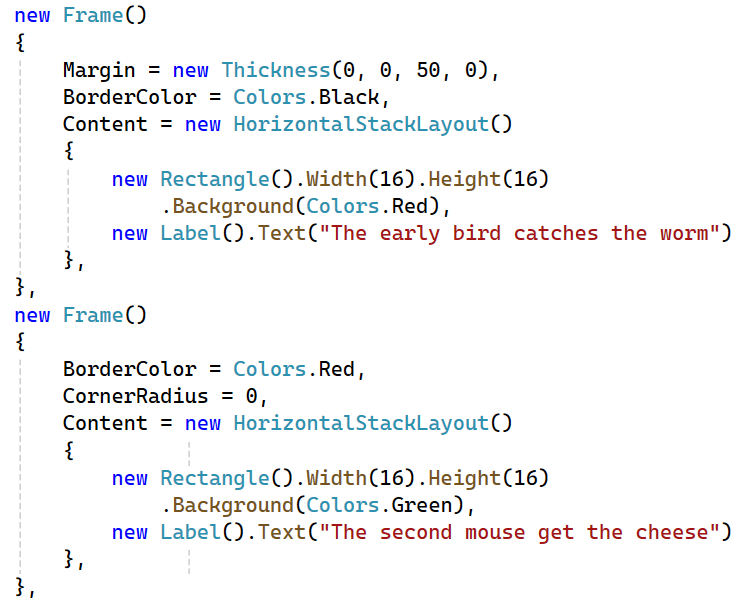 new Frame()
{
    Margin = new Thickness(0, 0, 50, 0),
    BorderColor = Colors.Black,
    Content = new HorizontalStackLayout()
    {
        new Rectangle().Width(16).Height(16)
            .Background(Colors.Red),
        new Label().Text("The early bird catches the worm")
    },
},
new Frame()
{
    BorderColor = Colors.Red,
    CornerRadius = 0,
    Content = new HorizontalStackLayout()
    {
        new Rectangle().Width(16).Height(16)
            .Background(Colors.Green),
        new Label().Text("The second mouse get the cheese")
    },
},